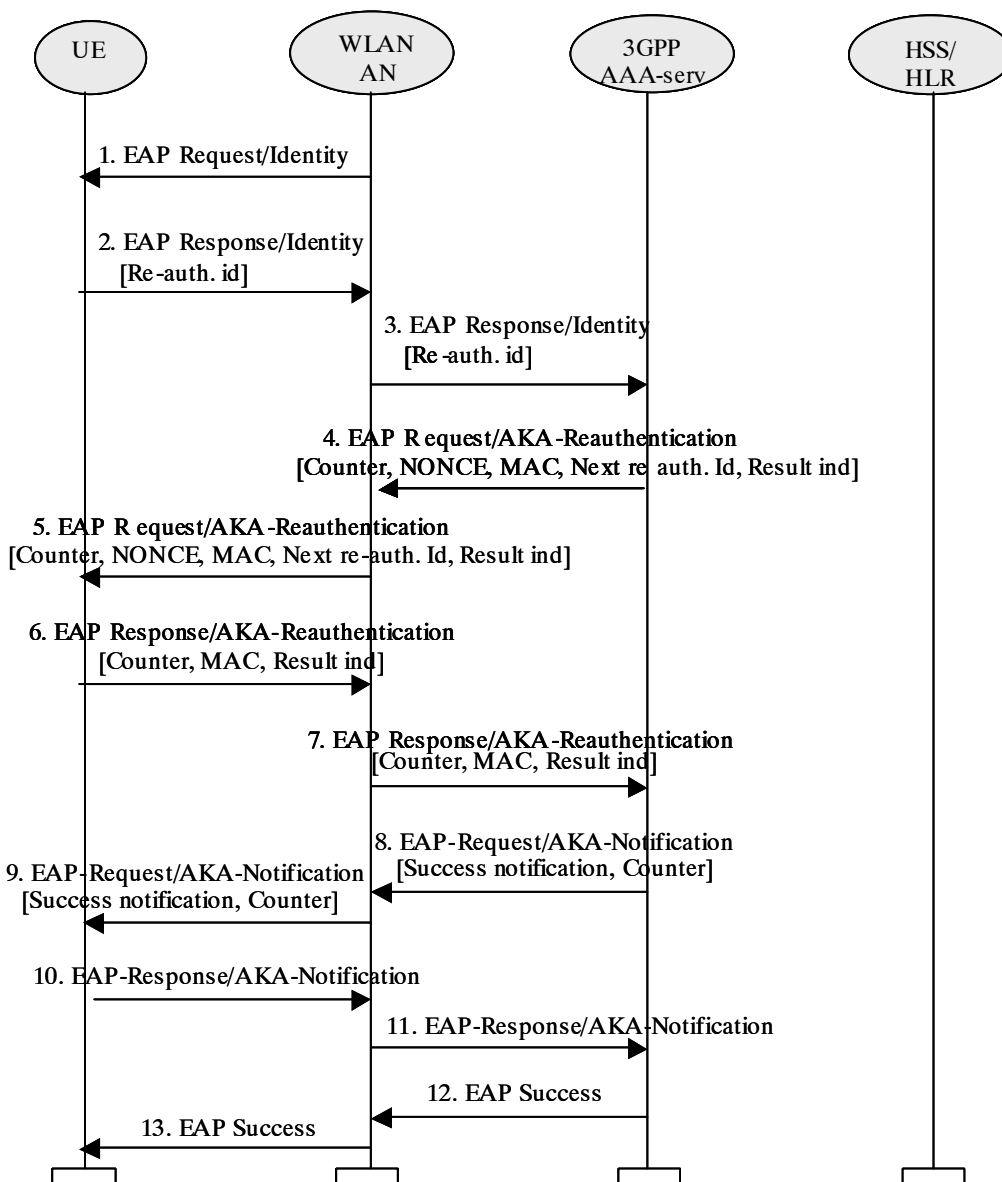 UE
WLAN
AN
3GPP
AAA-serv
HSS/
HLR
1. EAP Request/Identity
2. EAP Response/Identity
[Re-auth. id]
3. EAP Response/Identity
[Re-auth. id]
4. EAP Request/AKA-Reauthentication
[Counter, NONCE, MAC, Next re auth. Id, Result ind]
5. EAP Request/AKA-Reauthentication
[Counter, NONCE, MAC, Next re-auth. Id, Result ind]
6. EAP Response/AKA-Reauthentication
[Counter, MAC, Result ind]
7. EAP Response/AKA-Reauthentication
[Counter, MAC, Result ind]
8. EAP-Request/AKA-Notification
[Success notification, Counter]
9. EAP-Request/AKA-Notification
[Success notification, Counter]
10. EAP-Response/AKA-Notification
11. EAP-Response/AKA-Notification
12. EAP Success
13. EAP Success